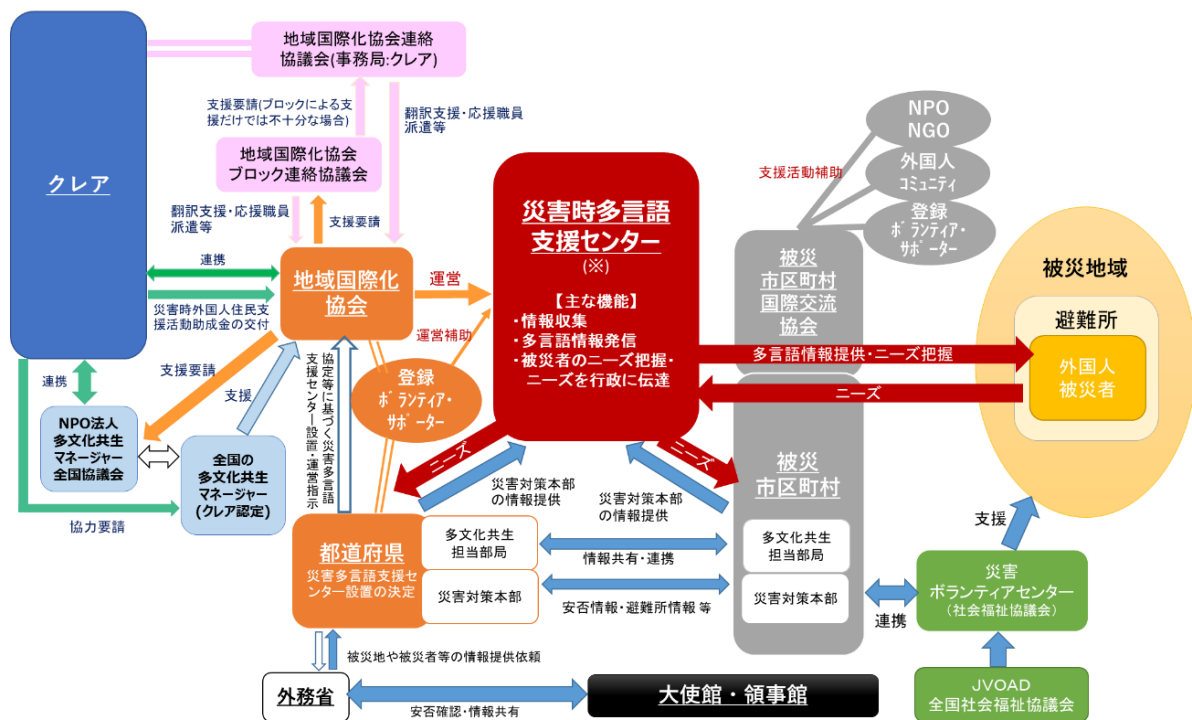 クレア
地域国際化協会連絡
協議会(事務局:クレア)
支援要請(ブロックによる支
援だけでは不十分な場合)
翻訳支援・応援職員
派遣等
地域国際化協会
ブロック連絡協議会
翻訳支援・応援職員
派遣等
支援要請
連携
災害時外国人住民支
援活動助成金の交付
地域国際化
協会
運営
運営補助
登録
ボランティア・
サポーター
支援要請
支援
連携
協定等に基づく災害多言語
支援センター設置・運営指示
NPO法人
多文化共生
マネージャー
全国協議会
全国の
多文化共生
マネージャー
(クレア認定)
協力要請
災害時多言語
支援センター
(※)
【主な機能】
・情報収集
・多言語情報発信
・被災者のニーズ把握・
ニーズを行政に伝達
支援活動補助
NPO
NGO
外国人
コミュニティ
登録
ボランティア・
サポーター
被災
市区町村
国際交流
協会
被災地域
避難所
外国人
被災者
多言語情報提供・ニーズ把握
ニーズ
ニーズ
ニーズ
災害対策本部
の情報提供
災害対策本部
の情報提供
被災
市区町村
都道府県
災害多言語支援セ
ンター設置の決定
多文化共生
担当部局
災害対策本部
情報共有・連携
安否情報・避難所情報 等
多文化共生
担当部局
災害対策本部
連携
支援
災害
ボランティアセンター
(社会福祉協議会)
JVOAD
全国社会福祉協議会
被災地や被災者等の情報提供依頼
外務省
安否確認・情報共有
大使館・領事館